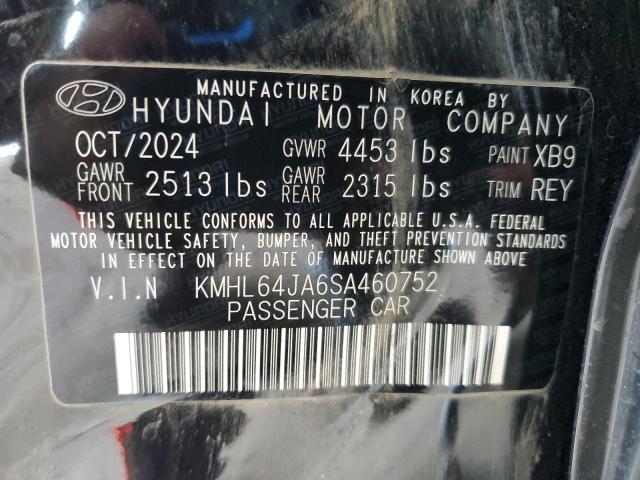 MANUFACTURED IN KOREA BY
HYUNDAI MOTOR COMPANY
OCT/2024 GVWR 4453 lbs PAINT XB9
GAWR FRONT 2513 lbs GAWR REAR 2315 lbs TRIM REY
THIS VEHICLE CONFORMS TO ALL APPLICABLE U.S.A. FEDERAL
MOTOR VEHICLE SAFETY, BUMPER, AND THEFT PREVENTION STANDARDS
IN EFFECT ON THE DATE OF MANUFACTURE SHOWN ABOVE.
V.I.N KMHL64JA6SA460752
PASSENGER CAR